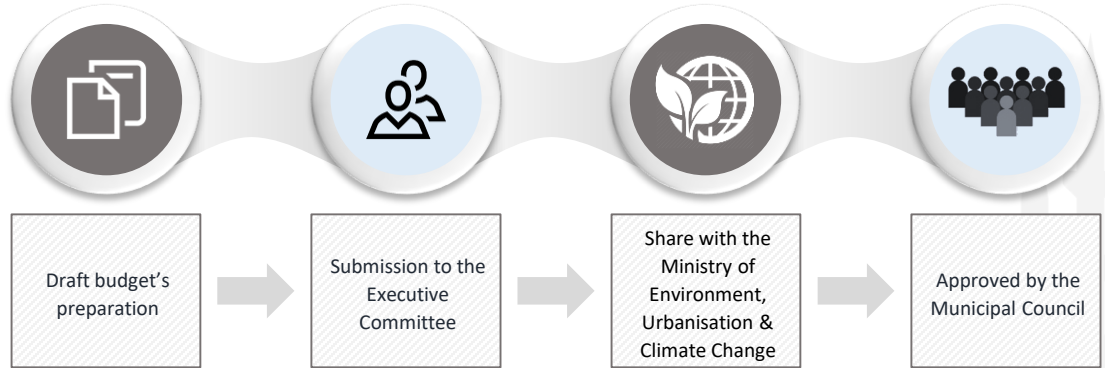 Draft budget’s
preparation
Submission to the
Executive
Committee
Share with the
Ministry of
Environment,
Urbanisation &
Climate Change
Approved by the
Municipal Council